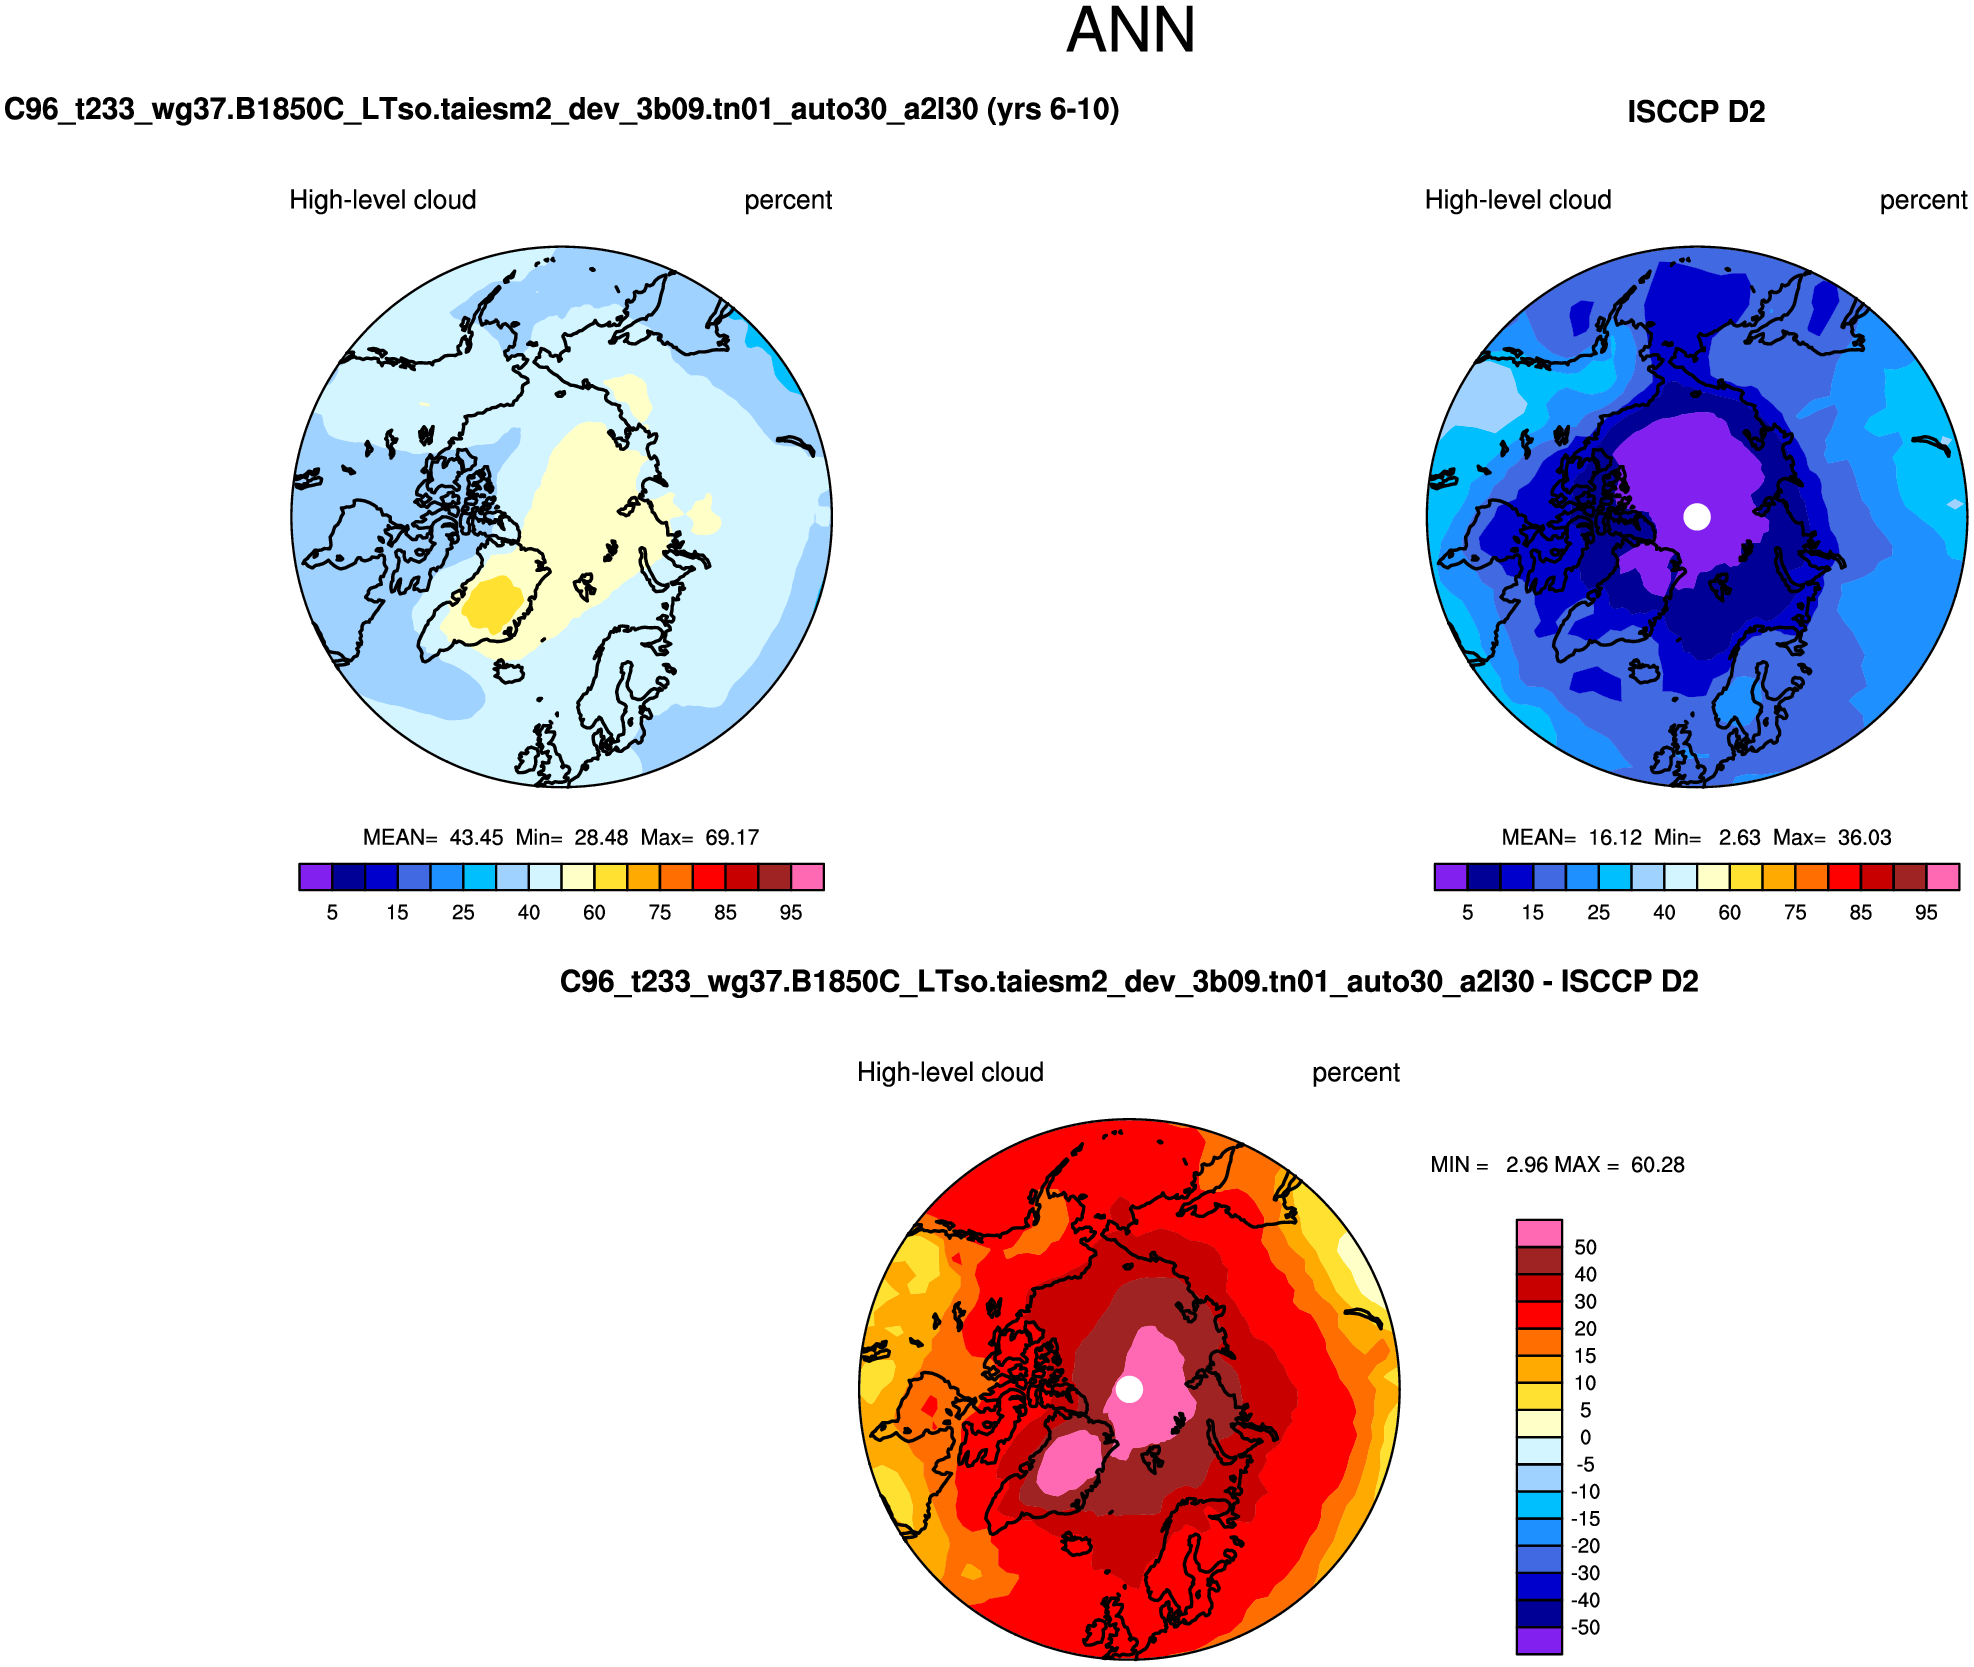 ANN
C96_t233_wg37.B1850C_LTso.taiesm2_dev_3b09.tn01_auto30_a2l30 (yrs 6-10)
ISCCP D2
High-level cloud percent
High-level cloud percent
MEAN= 43.45 Min= 28.48 Max= 69.17
5 15 25 40 60 75 85 95
MEAN= 16.12 Min= 2.63 Max= 36.03
5 15 25 40 60 75 85 95
C96_t233_wg37.B1850C_LTso.taiesm2_dev_3b09.tn01_auto30_a2l30 - ISCCP D2
High-level cloud percent
MIN = 2.96 MAX = 60.28
50
40
30
20
15
10
5
0
-5
-10
-15
-20
-30
-40
-50